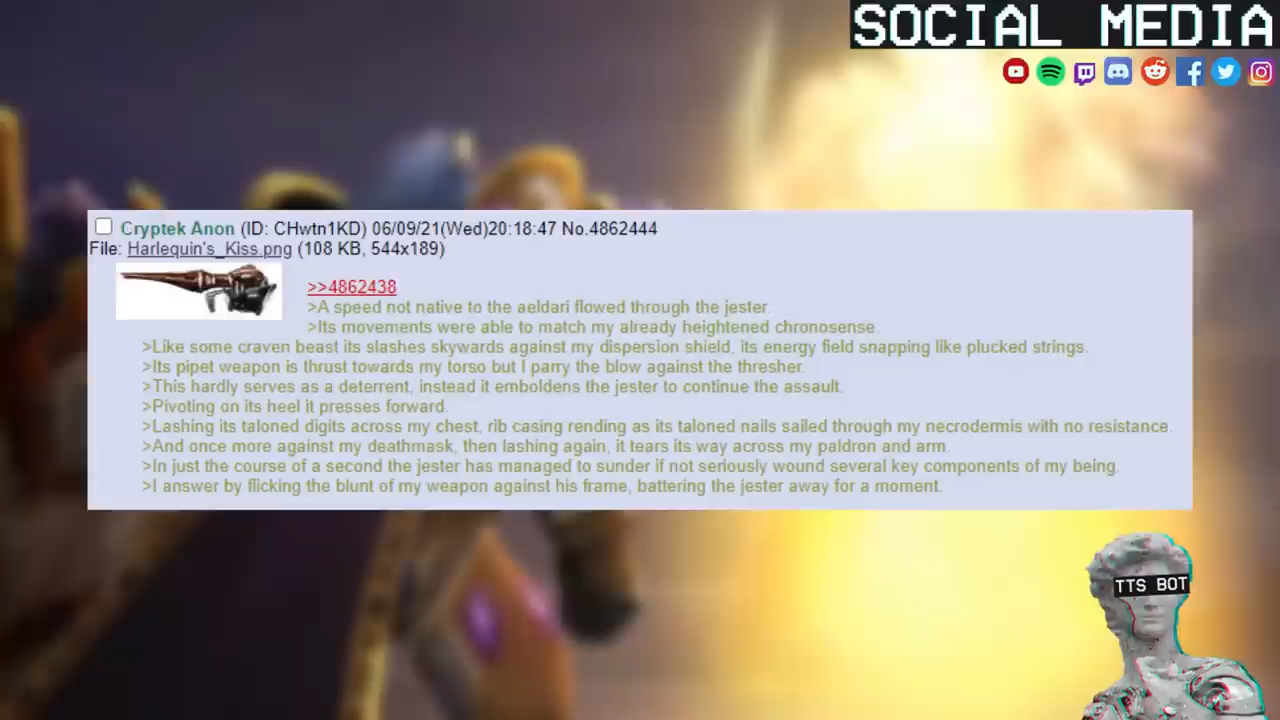 SOCIAL MEDIA
Cryptek Anon (ID: CHwtn1KD) 06/09/21(Wed)20:18:47 No.4862444
File: Harlequin's_Kiss.png (108 KB, 544x189)
>>4862438
>A speed not native to the aeldari flowed through the jester.
>Its movements were able to match my already heightened chronosense.
>Like some craven beast its slashes skywards against my dispersion shield, its energy field snapping like plucked strings.
>Its pipet weapon is thrust towards my torso but I parry the blow against the thresher.
>This hardly serves as a deterrent, instead it emboldens the jester to continue the assault.
>Pivoting on its heel it presses forward.
>Lashing its taloned digits across my chest, rib casing rending as its taloned nails sailed through my necrodermis with no resistance.
>And once more against my deathmask, then lashing again, it tears its way across my paldron and arm.
>In just the course of a second the jester has managed to sunder if not seriously wound several key components of my being.
>I answer by flicking the blunt of my weapon against his frame, battering the jester away for a moment.
TTS BOT